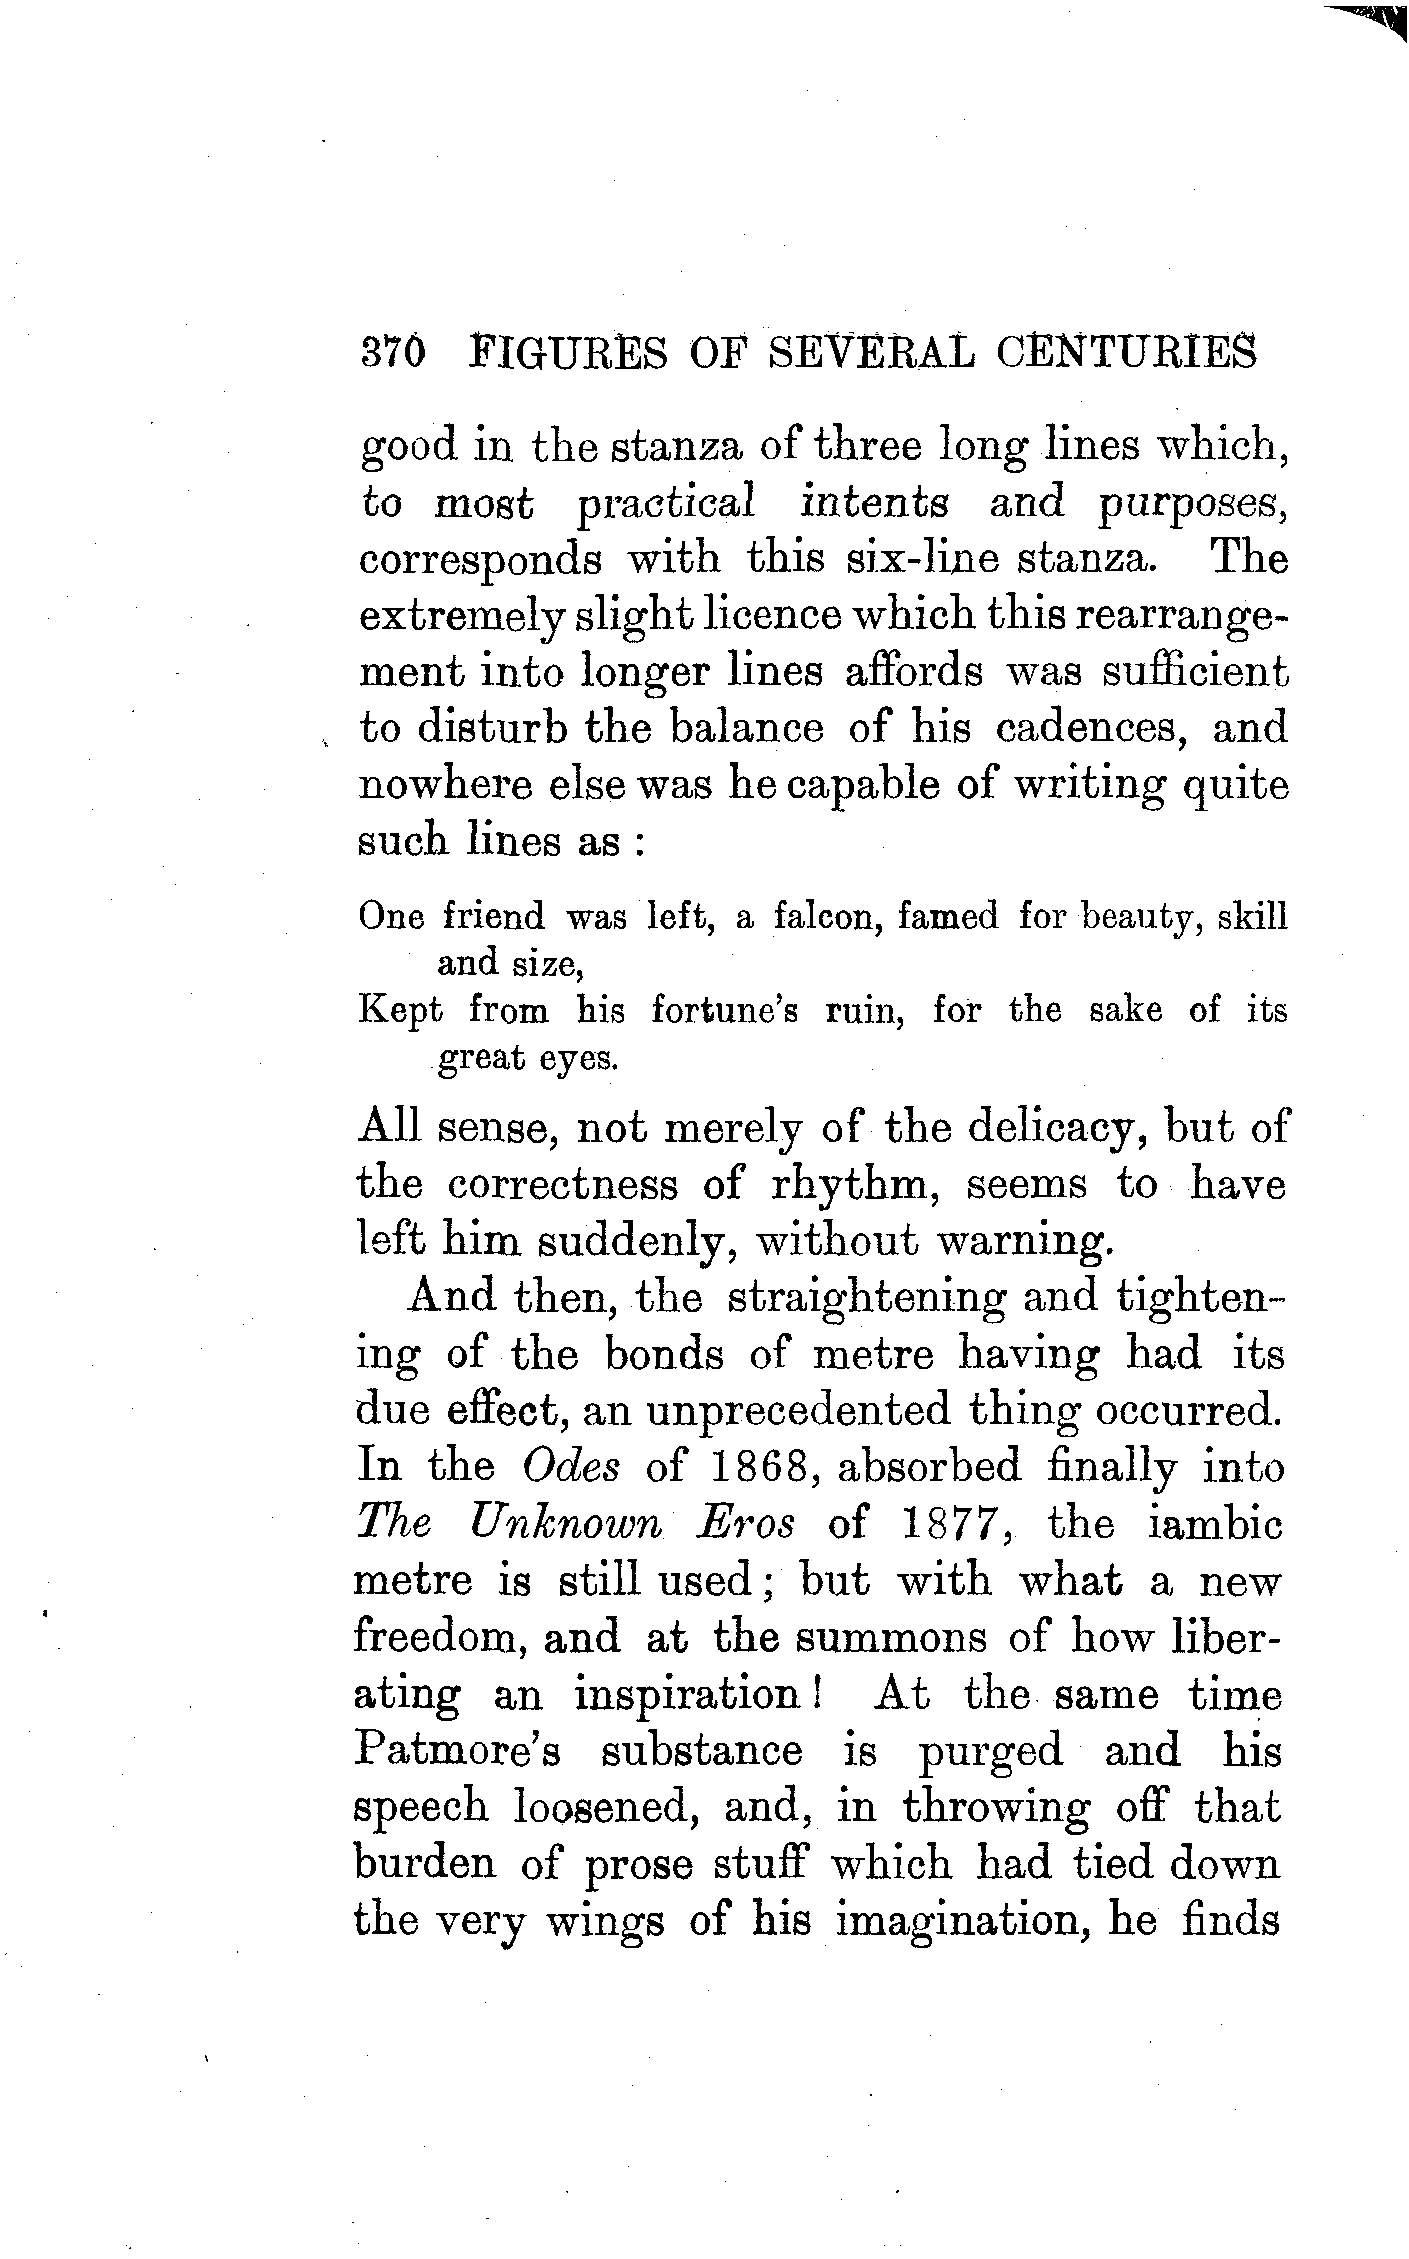 370 FIGURES OF SEVERAL CENTURIES
good in the stanza of three long lines which,
to most practical intents and purposes,
corresponds with this six-line stanza. The
extremely slight licence which this rearrange-
ment into longer lines affords was sufficient
to disturb the balance of his cadences, and
nowhere else was he capable of writing quite
such lines as :
One friend was left, a falcon, famed for beauty, skill
and size,
Kept from his fortune's ruin, for the sake of its
great eyes.
All sense, not merely of the delicacy, but of
the correctness of rhythm, seems to have
left him suddenly, without warning.
And then, the straightening and tighten-
ing of the bonds of metre having had its
due effect, an unprecedented thing occurred.
In the Odes of 1868, absorbed finally into
The Unknown Eros of 1877, the iambic
metre is still used ; but with what a new
freedom, and at the summons of how liber-
ating an inspiration ! At the same time
Patmore's substance is purged and his
speech loosened, and, in throwing off that
burden of prose stuff which had tied down
the very wings of his imagination, he finds